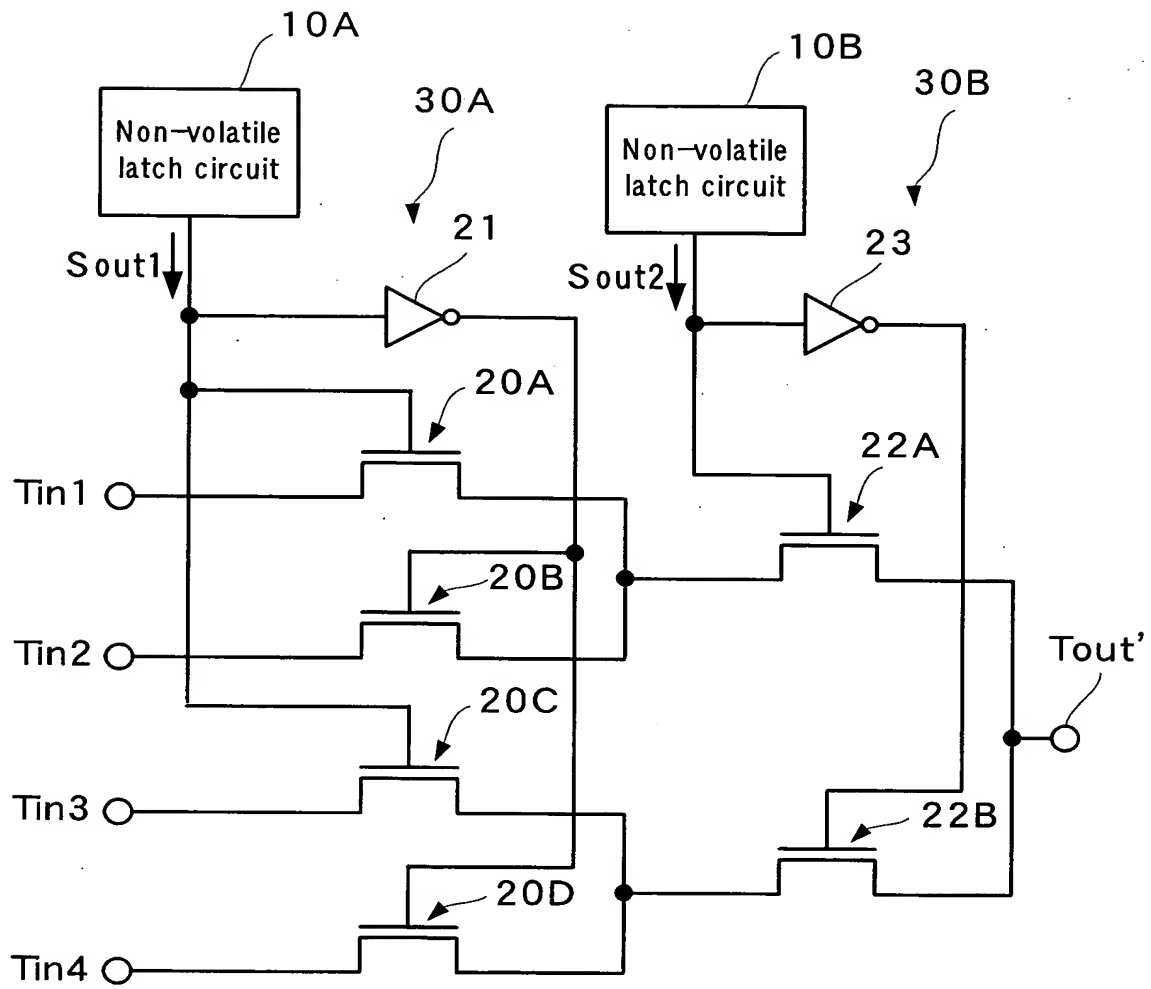 10A
10B
30A
30B
Non-volatile
latch circuit
Non-volatile
latch circuit
21
23
Sout1
Sout2
20A
22A
Tin1
20B
Tin2
Tout'
20C
Tin3
22B
20D
Tin4